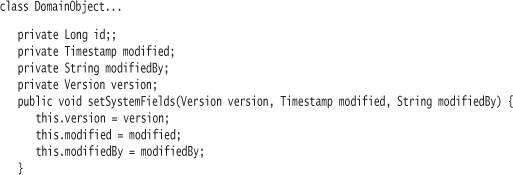 class DomainObject...
private Long id;;
private Timestamp modified;
private String modifiedBy;
private Version version;
public void setSystemFields(Version version, Timestamp modified, String modifiedBy) {
this.version = version;
this.modified = modified;
this.modifiedBy = modifiedBy;
}